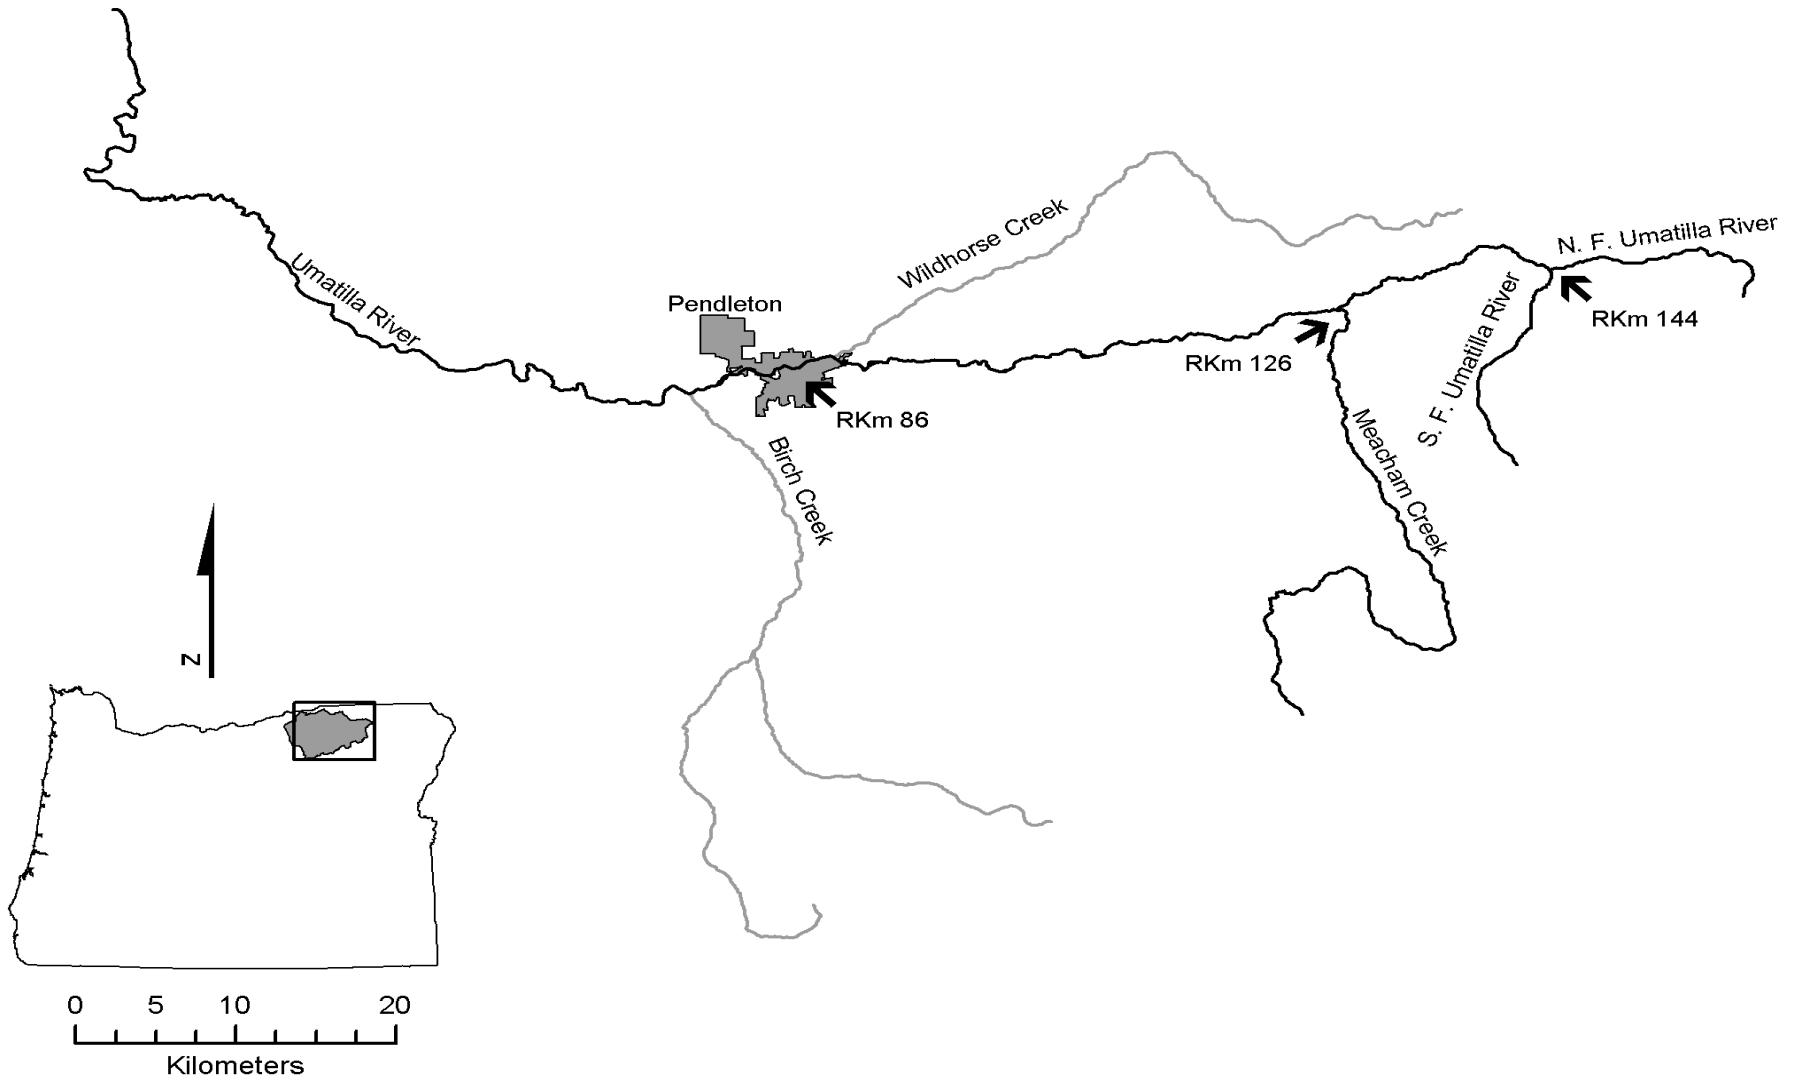 N. F. Umatilla River
Wildhorse Creek
Umatilla River
Pendleton
S. F. Umatilla River
RKm 144
RKm 126
RKm 86
Meacham Creek
Birch Creek
N
0 5 10 20
Kilometers